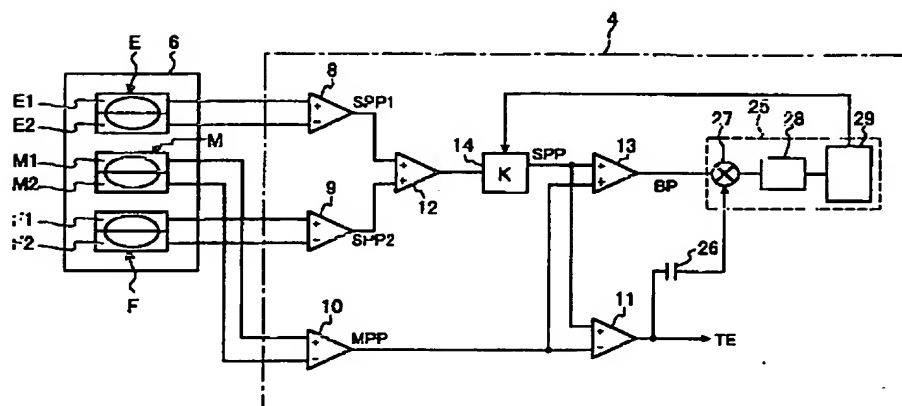 E
6
4
E1
E2
M
M1
M2
F1
F2
F
8
SPP1
9
SPP2
12
14
K
SPP
13
BP
27
25
28
29
26
10
MPP
11
TE
+
-
+
-
+
+
+
+
+
-
+
-